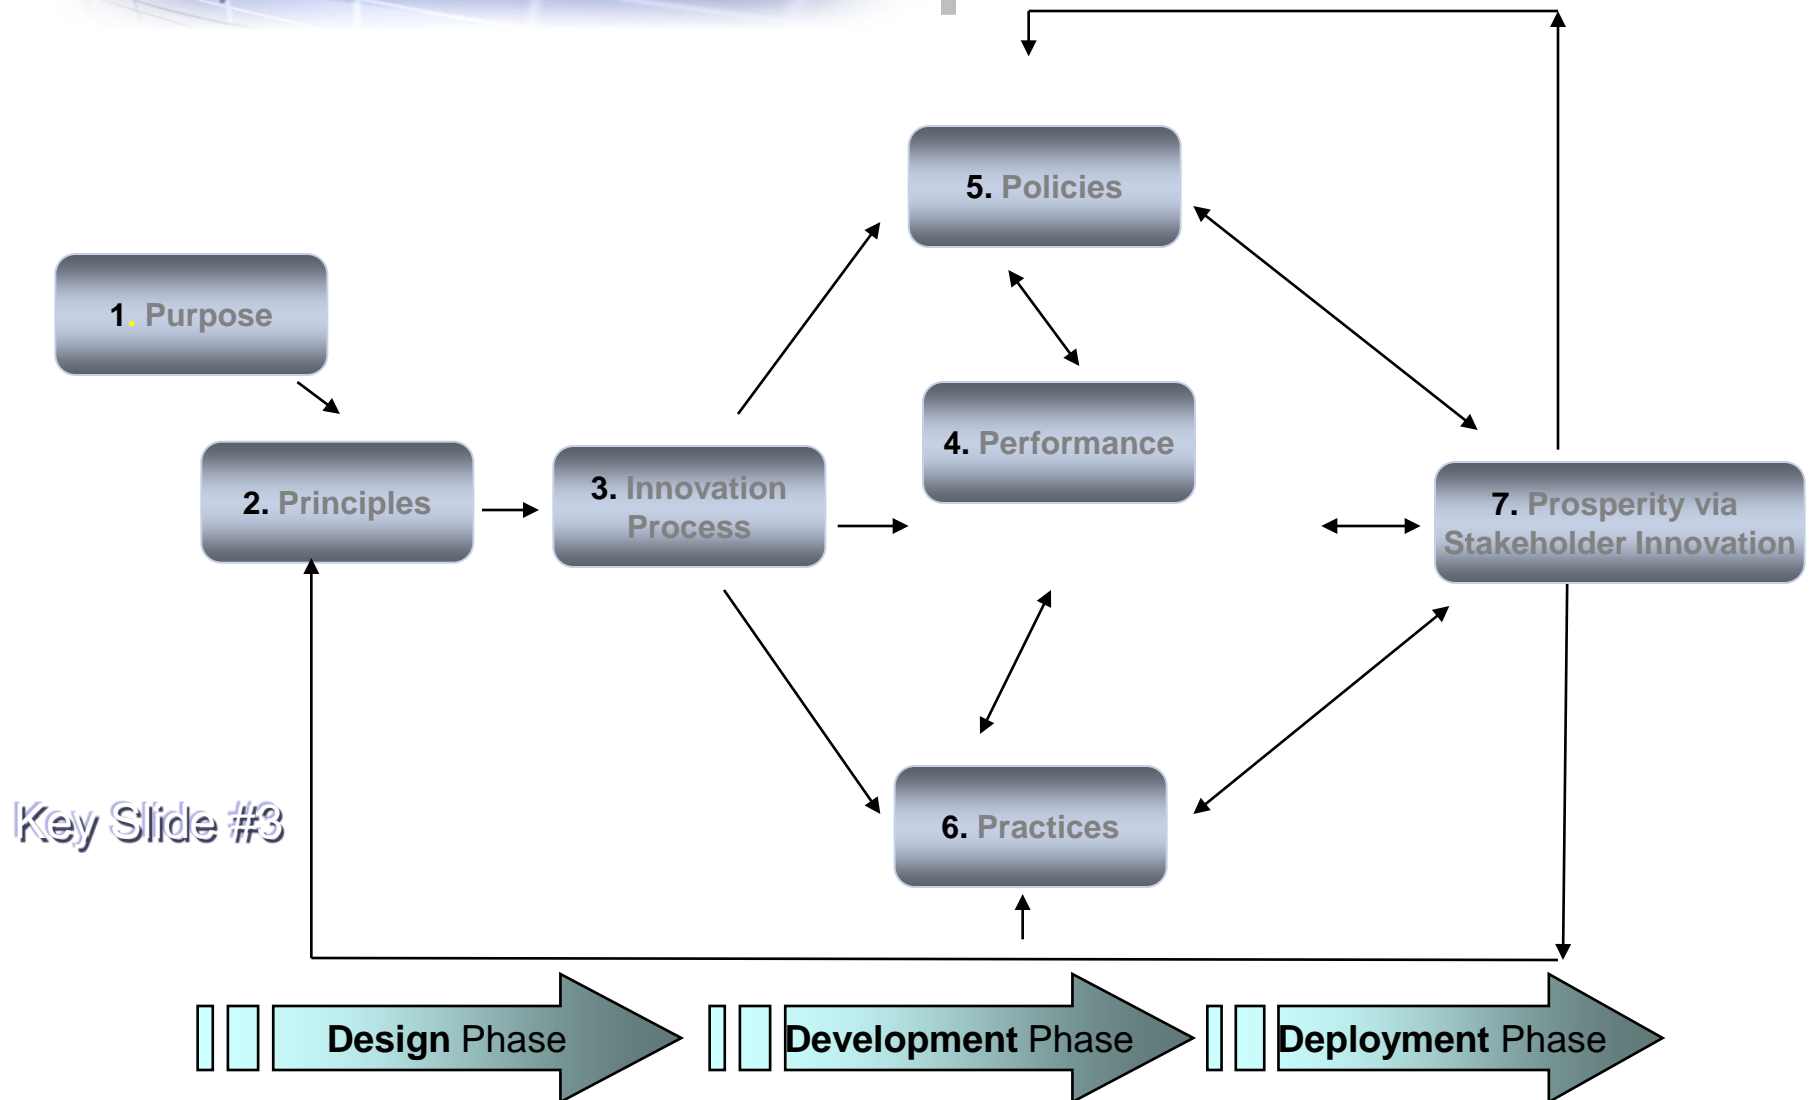 5. Policies
1. Purpose
4. Performance
2. Principles
3. Innovation
Process
7. Prosperity via
Stakeholder Innovation
6. Practices
Key Slide #3
Design Phase
Development Phase
Deployment Phase